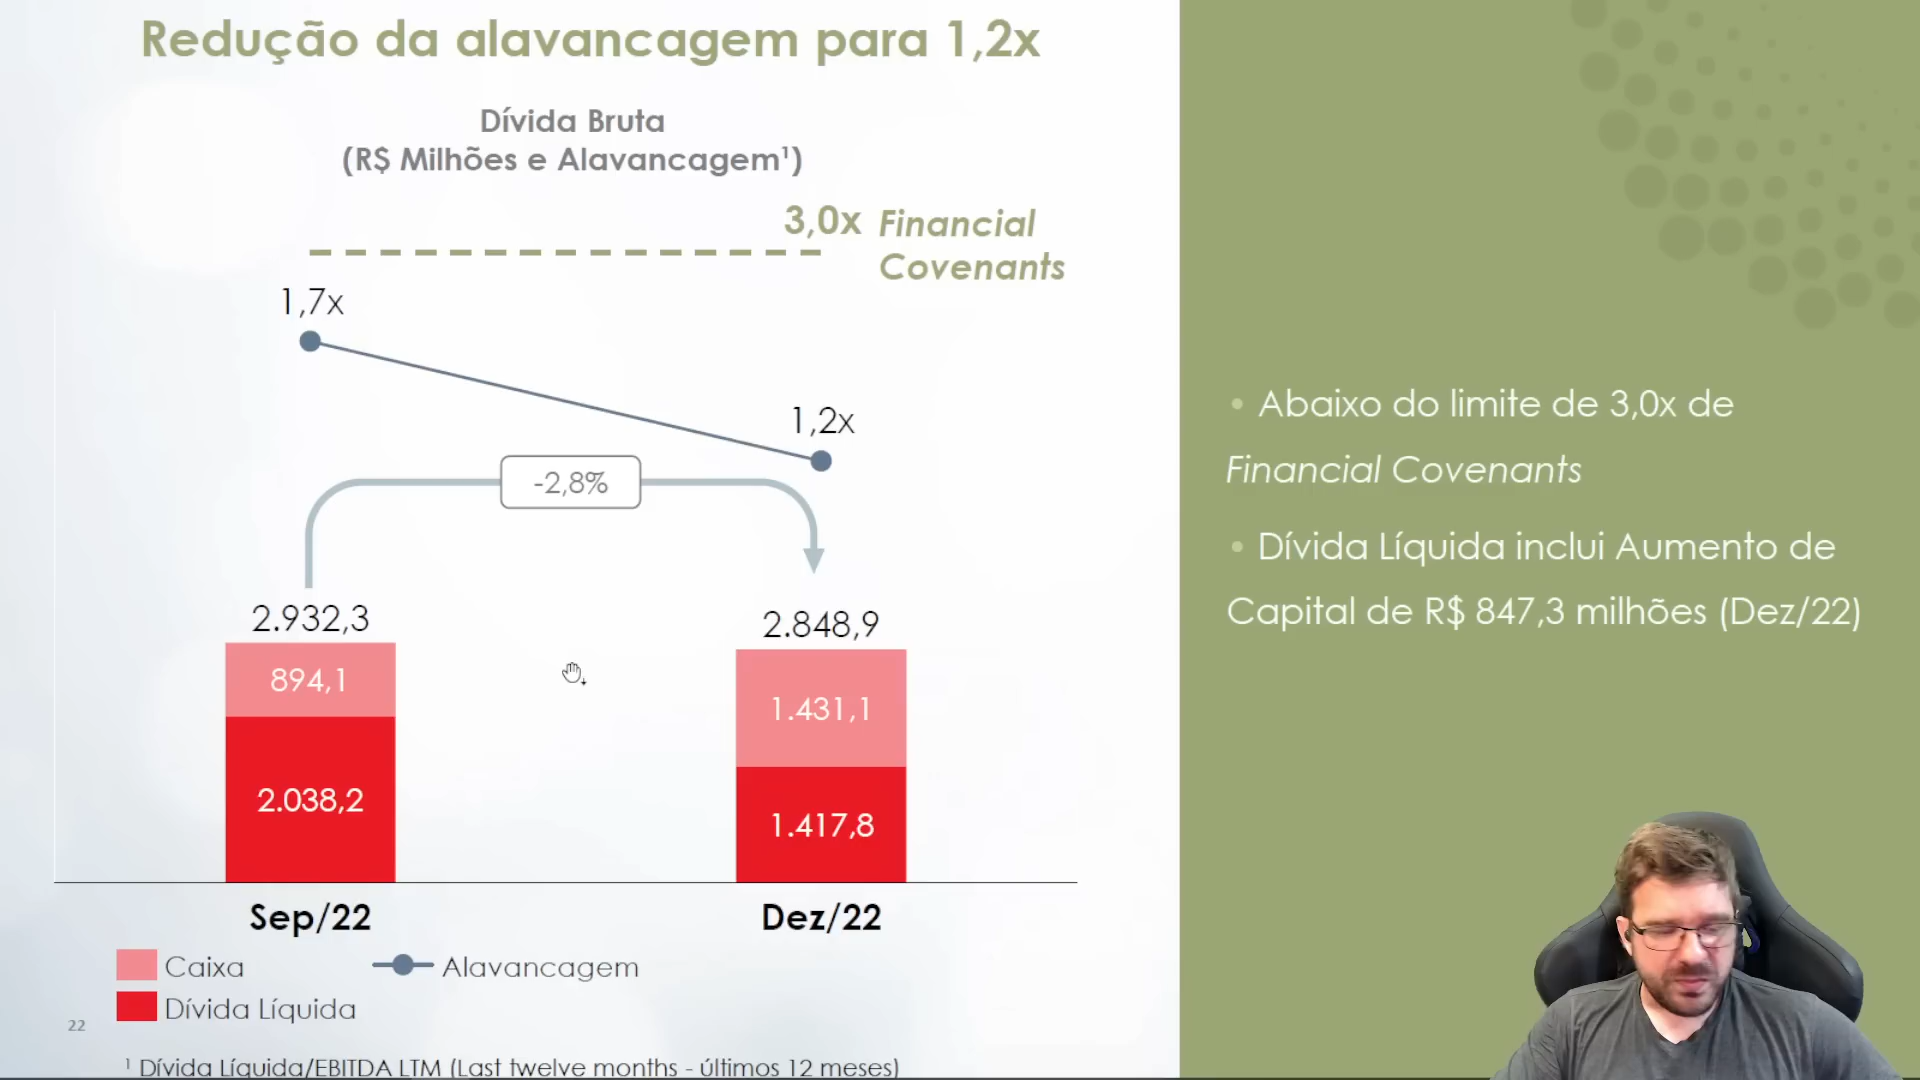 Redução da alavancagem para 1,2x
Dívida Bruta
(R$ Milhões e Alavancagem¹)
3,0x Financial
Covenants
1,7x
1,2x
-2,8%
2.932,3
2.848,9
894,1
1.431,1
2.038,2
1.417,8
Sep/22
Dez/22
Caixa
Alavancagem
Dívida Líquida
22
¹ Dívida Líquida/EBITDA LTM (Last twelve months - últimos 12 meses)
• Abaixo do limite de 3,0x de
Financial Covenants
• Dívida Líquida inclui Aumento de
Capital de R$ 847,3 milhões (Dez/22)